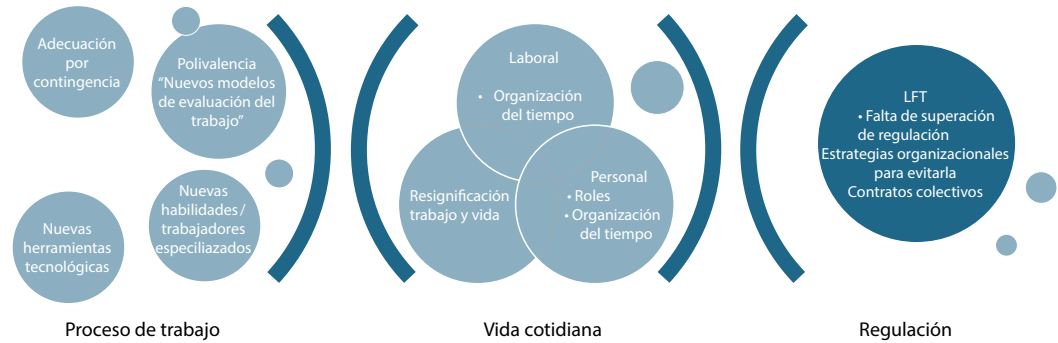 Adecuación
por
contingencia
Polivalencia
“Nuevos modelos
de evaluación del
trabajo”
Nuevas
herramientas
tecnológicas
Nuevas
habilidades/
trabajadores
especiliazados
Proceso de trabajo
Laboral
• Organización
del tiempo
Resignificación
trabajo y vida
Personal
• Roles
• Organización
del tiempo
Vida cotidiana
LFT
• Falta de superación
de regulación
Estrategias organizacionales
para evitarla
Contratos colectivos
Regulación